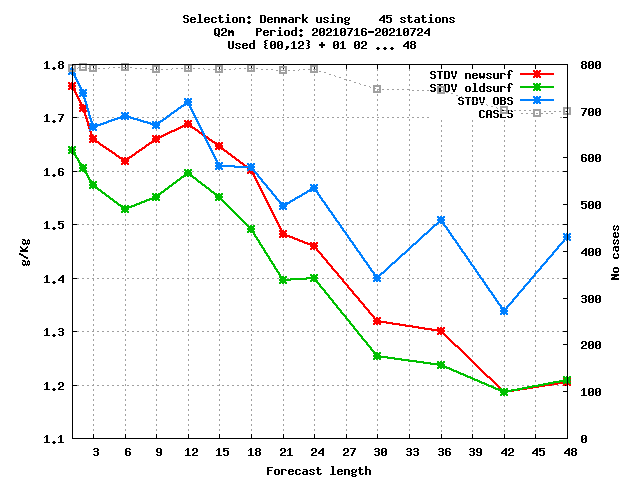 Selection: Denmark using    45 stations
Q2m   Period: 20210716-20210724
Used {00,12} + 01 02 ... 48
STDV newsurf
STDV oldsurf
STDV OBS
CASES
1.8
1.7
1.6
1.5
1.4
1.3
1.2
1.1
g/Kg
800
700
600
500
400
300
200
100
0
No cases
3 6 9 12 15 18 21 24 27 30 33 36 39 42 45 48
Forecast length